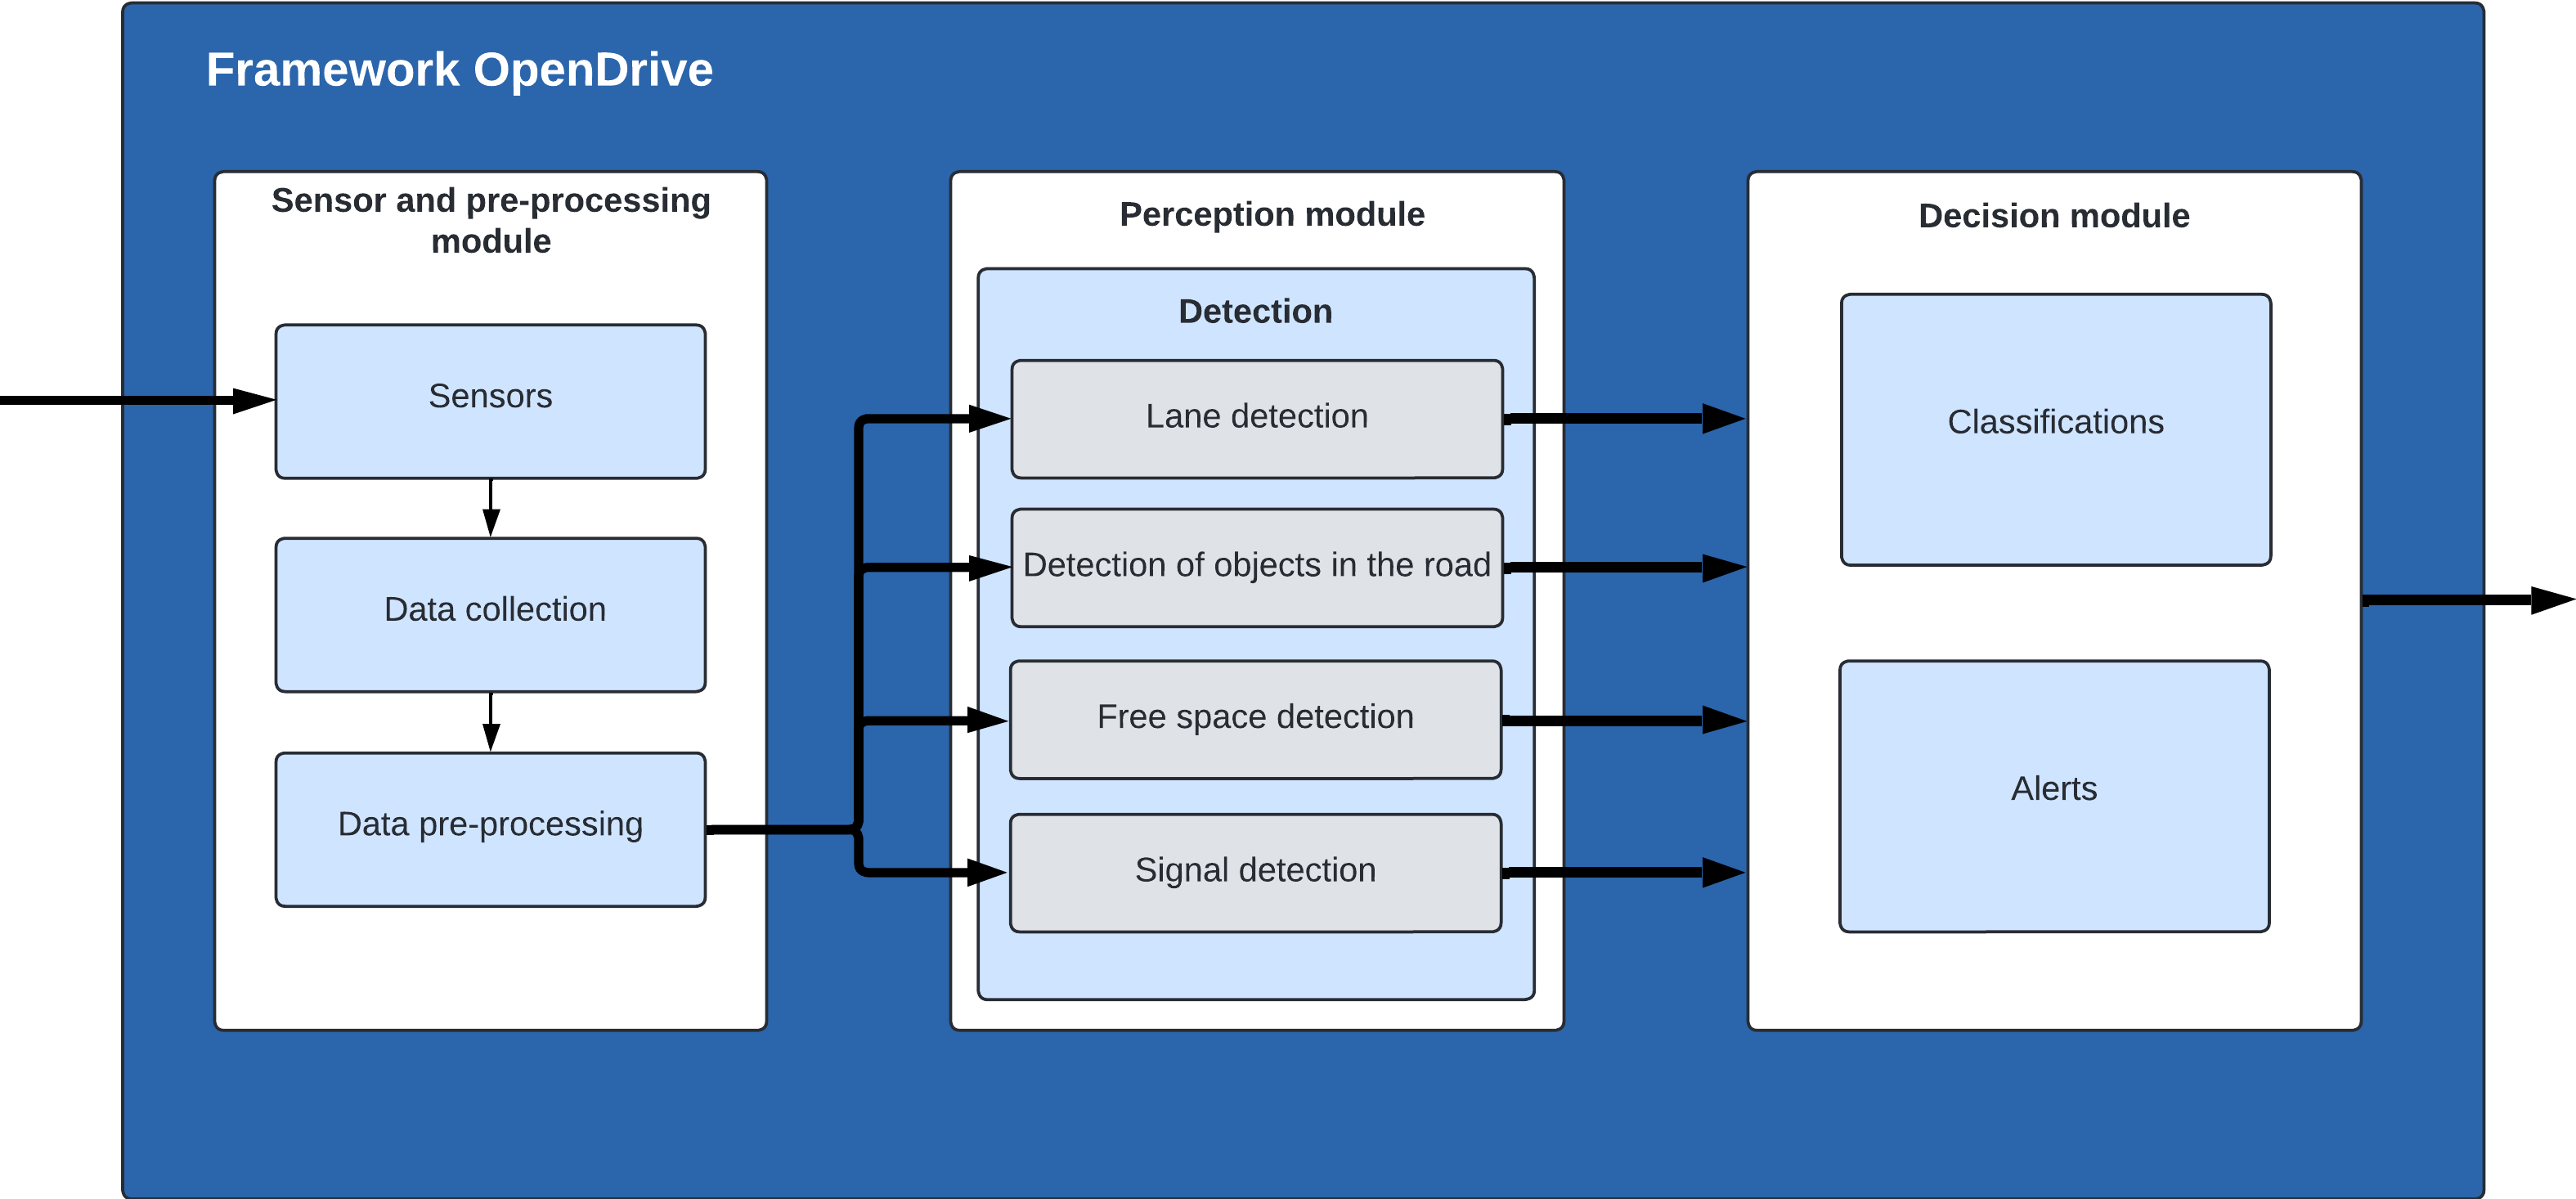 Framework OpenDrive
Sensor and pre-processing
module
Sensors
Data collection
Data pre-processing
Perception module
Detection
Lane detection
Detection of objects in the road
Free space detection
Signal detection
Decision module
Classifications
Alerts